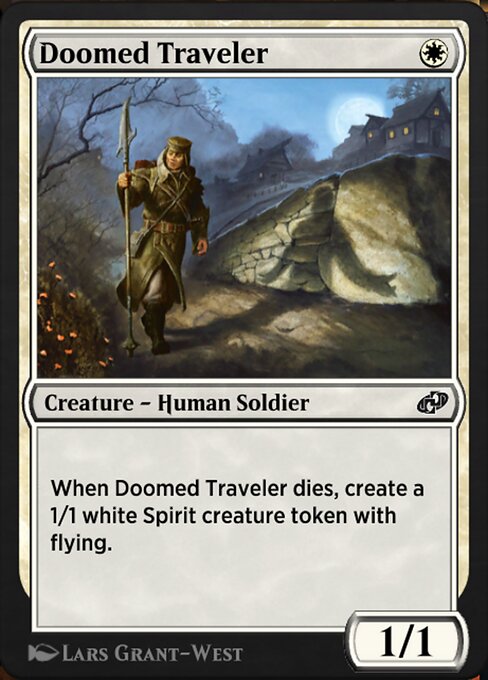 Doomed Traveler
Creature – Human Soldier
When Doomed Traveler dies, create a
1/1 white Spirit creature token with
flying.
1/1
Lars Grant-West